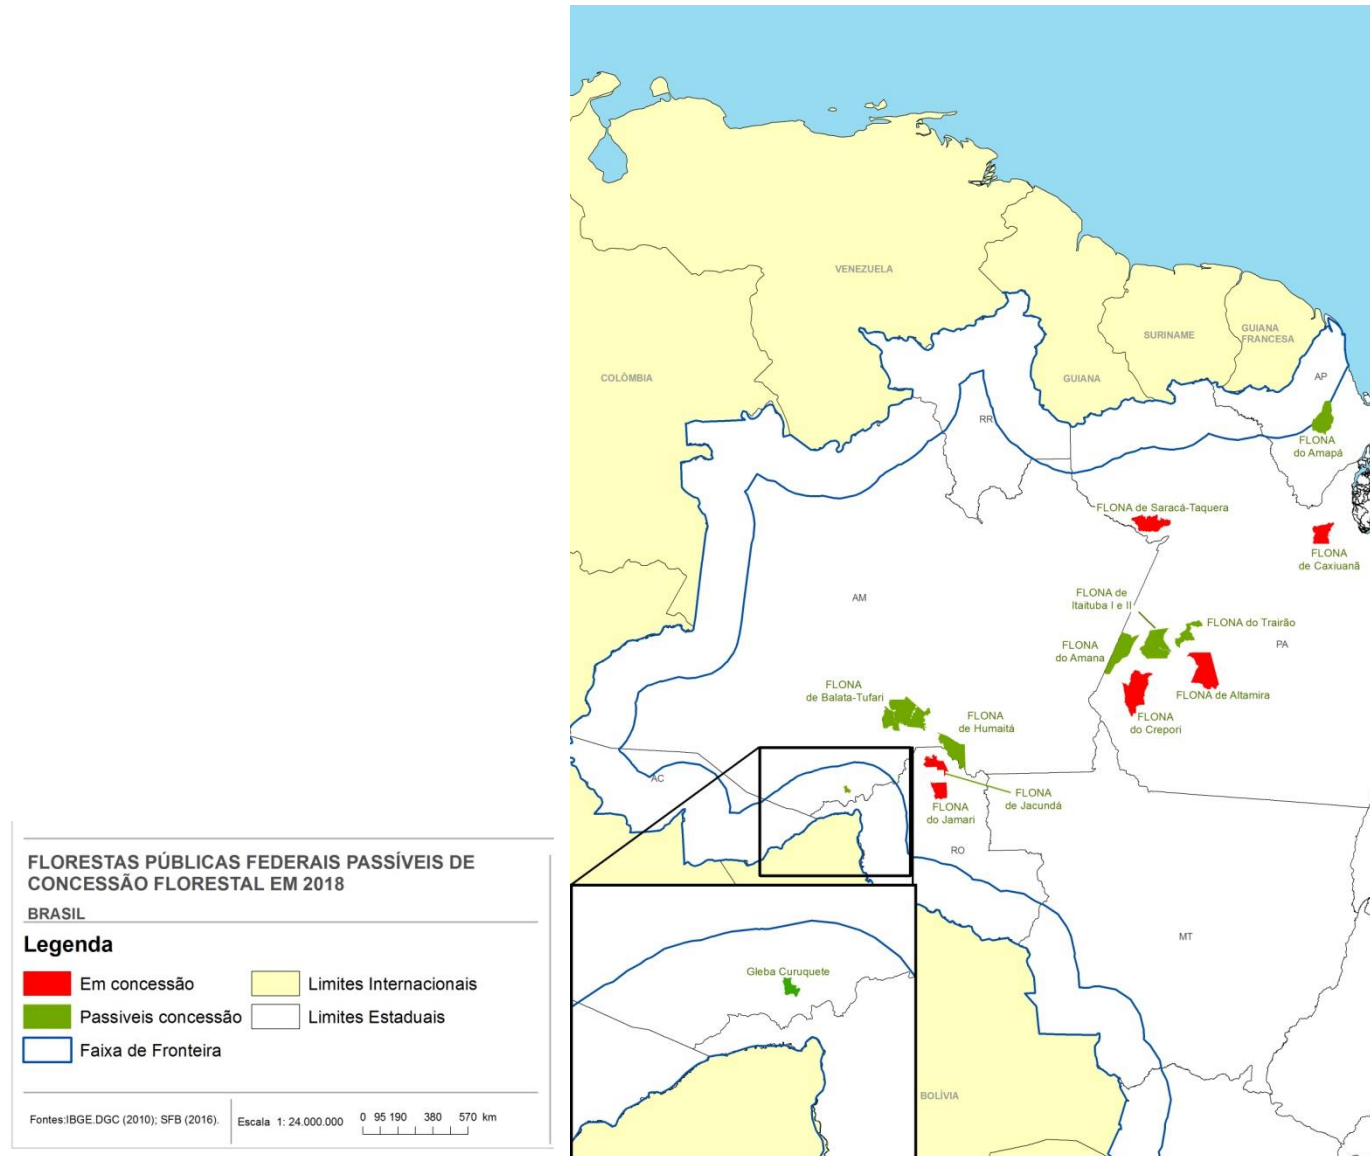 VENEZUELA
SURINAME
GUIANA
FRANCESA
COLÔMBIA
GUIANA
AP
RR
FLONA
do Amapá
FLONA de Saracá-Taquera
FLONA
de Caxiuanã
AM
FLONA de
Itaituba I e II
FLONA do Trairão
FLONA
do Amana
PA
FLONA de Altamira
FLONA
de Balata-Tufari
FLONA
do Crepori
FLONA
de Humaitá
AC
FLONA
de Jacundá
FLONA
do Jamari
RO
MT
Gleba Curuquete
BOLÍVIA
FLORESTAS PÚBLICAS FEDERAIS PASSÍVEIS DE
CONCESSÃO FLORESTAL EM 2018
BRASIL
Legenda
Em concessão
Limites Internacionais
Passiveis concessão
Limites Estaduais
Faixa de Fronteira
Fontes:IBGE.DGC (2010); SFB (2016).
Escala 1: 24.000.000
0 95 190 380 570 km